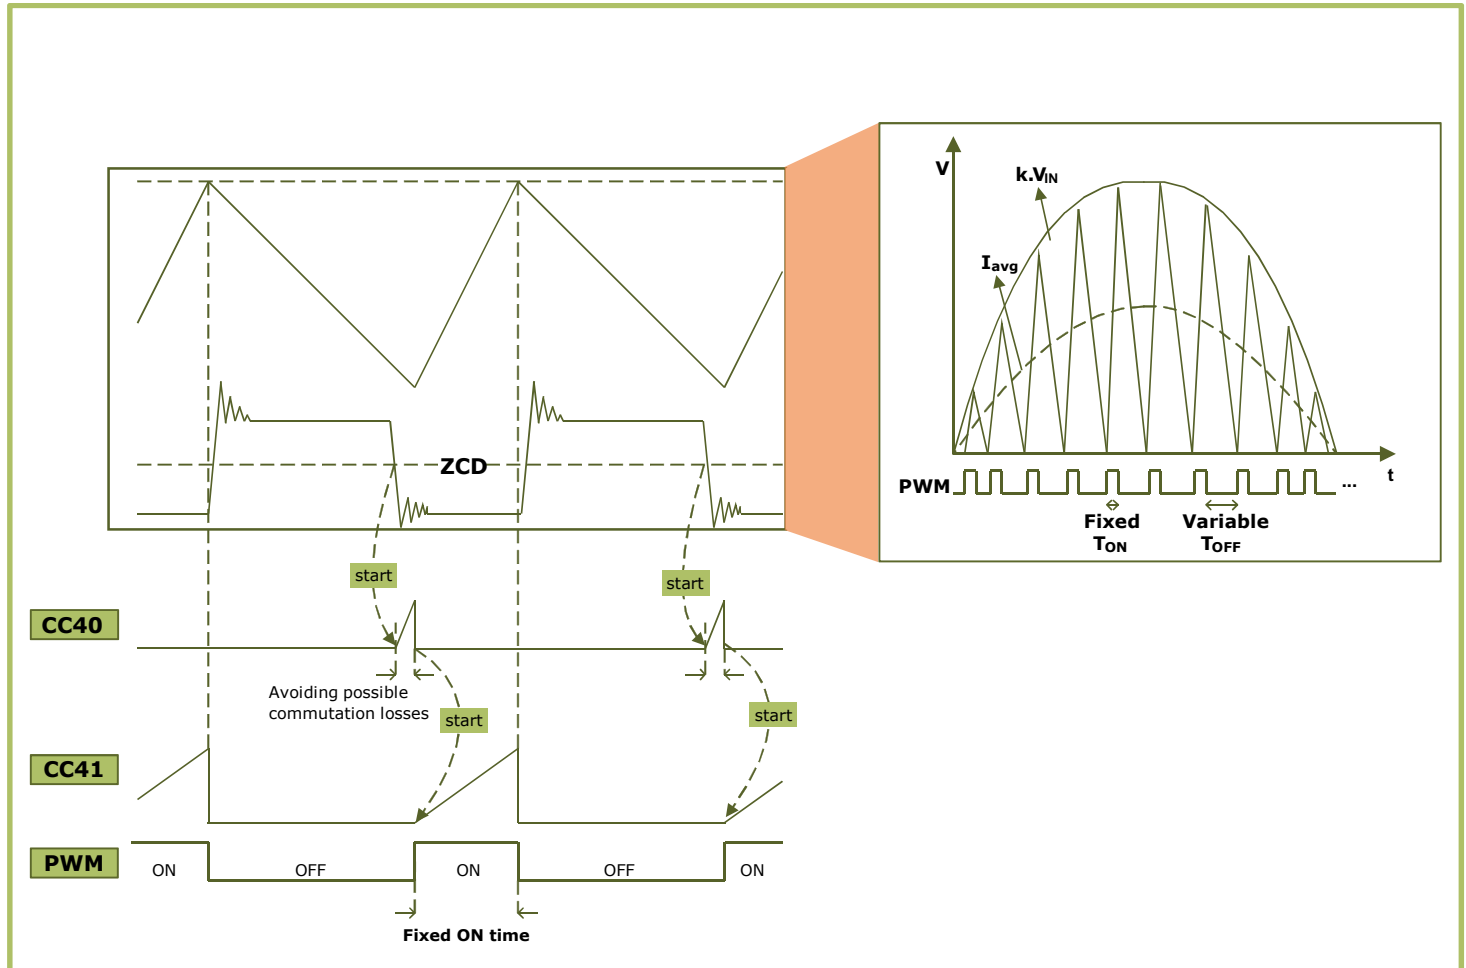 V
k.VIN
Iavg
t
PWM
...
Fixed
TON
Variable
TOFF
ZCD
start
start
CC40
Avoiding possible
commutation losses
start
start
CC41
PWM
ON
OFF
ON
OFF
ON
Fixed ON time